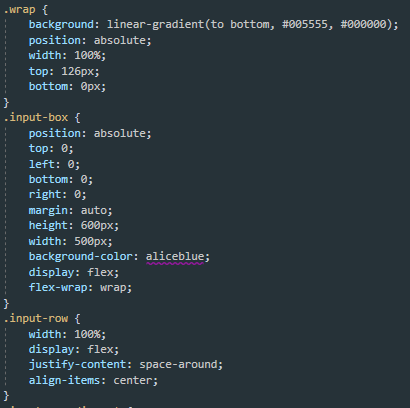 .wrap {
background: linear-gradient(to bottom, #005555, #000000);
position: absolute;
width: 100%;
top: 126px;
bottom: 0px;
}
.input-box {
position: absolute;
top: 0;
left: 0;
bottom: 0;
right: 0;
margin: auto;
height: 600px;
width: 500px;
background-color: aliceblue;
display: flex;
flex-wrap: wrap;
}
.input-row {
width: 100%;
display: flex;
justify-content: space-around;
align-items: center;
}